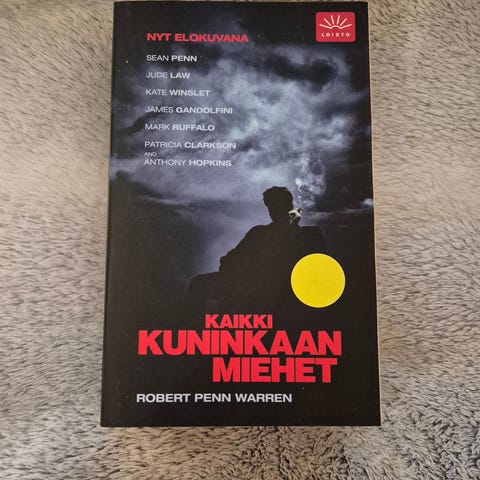 NYT ELOKUVANA
LOISTO
SEAN PENN
JUDE LAW
KATE WINSLET
JAMES GANDOLFINI
MARK RUFFALO
PATRICIA CLARKSON
AND
ANTHONY HOPKINS
KAIKKI
KUNINKAAN
MIEHET
ROBERT PENN WARREN